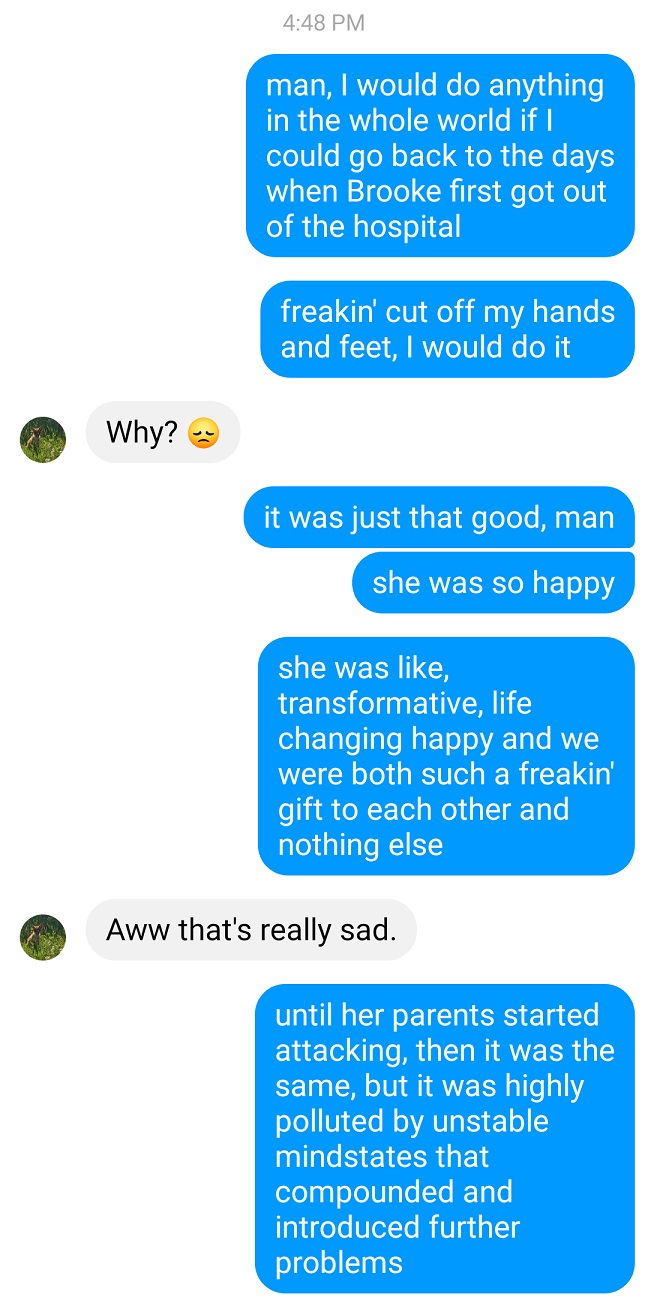 4:48 PM
man, I would do anything
in the whole world if I
could go back to the days
when Brooke first got out
of the hospital
freakin' cut off my hands
and feet, I would do it
Why? 😞
it was just that good, man
she was so happy
she was like,
transformative, life
changing happy and we
were both such a freakin'
gift to each other and
nothing else
Aww that's really sad.
until her parents started
attacking, then it was the
same, but it was highly
polluted by unstable
mindstates that
compounded and
introduced further
problems